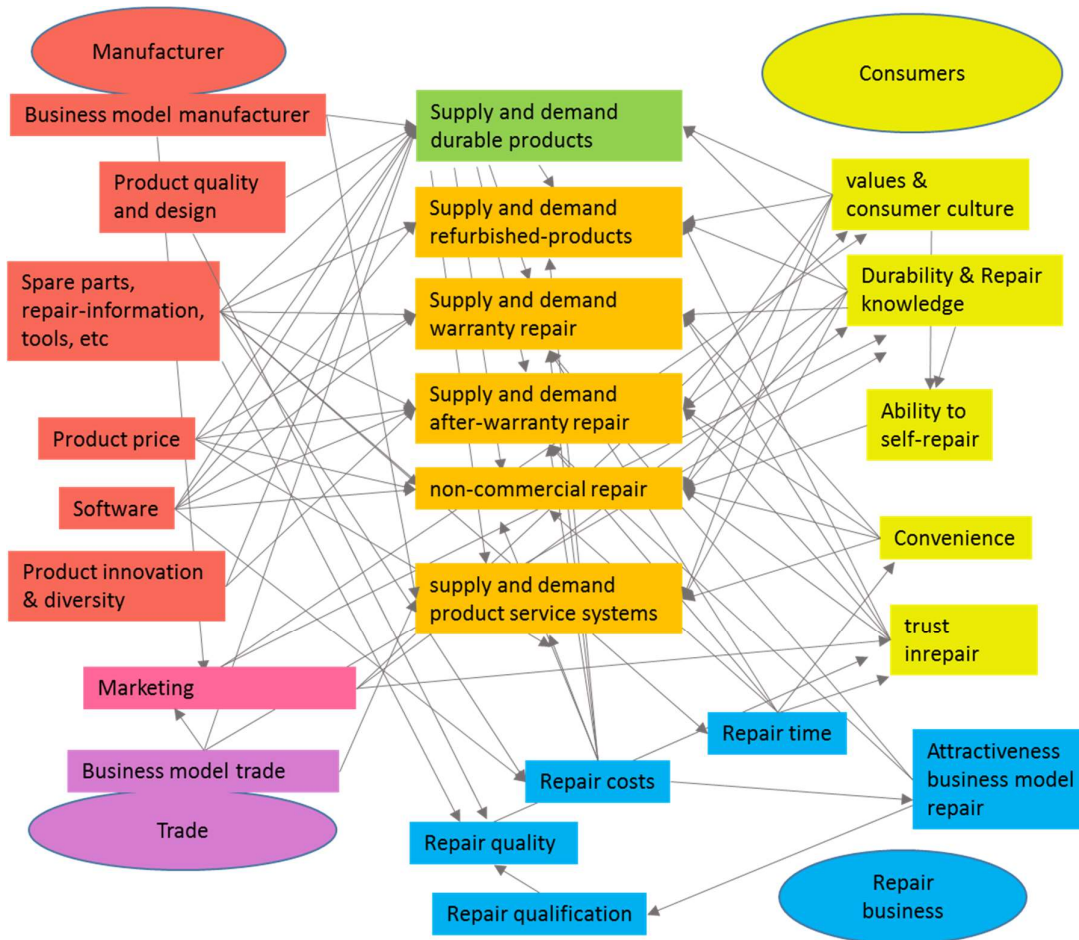 Manufacturer
Consumers
Business model manufacturer
Supply and demand
durable products
Product quality
and design
values &
consumer culture
Supply and demand
refurbished-products
Spare parts,
repair-information,
tools, etc
Durability & Repair
knowledge
Supply and demand
warranty repair
Supply and demand
after-warranty repair
Ability to
self-repair
Product price
non-commercial repair
Software
Convenience
Product innovation
& diversity
supply and demand
product service systems
trust
inrepair
Marketing
Repair time
Business model trade
Repair costs
Attractiveness
business model
repair
Trade
Repair quality
Repair qualification
Repair
business